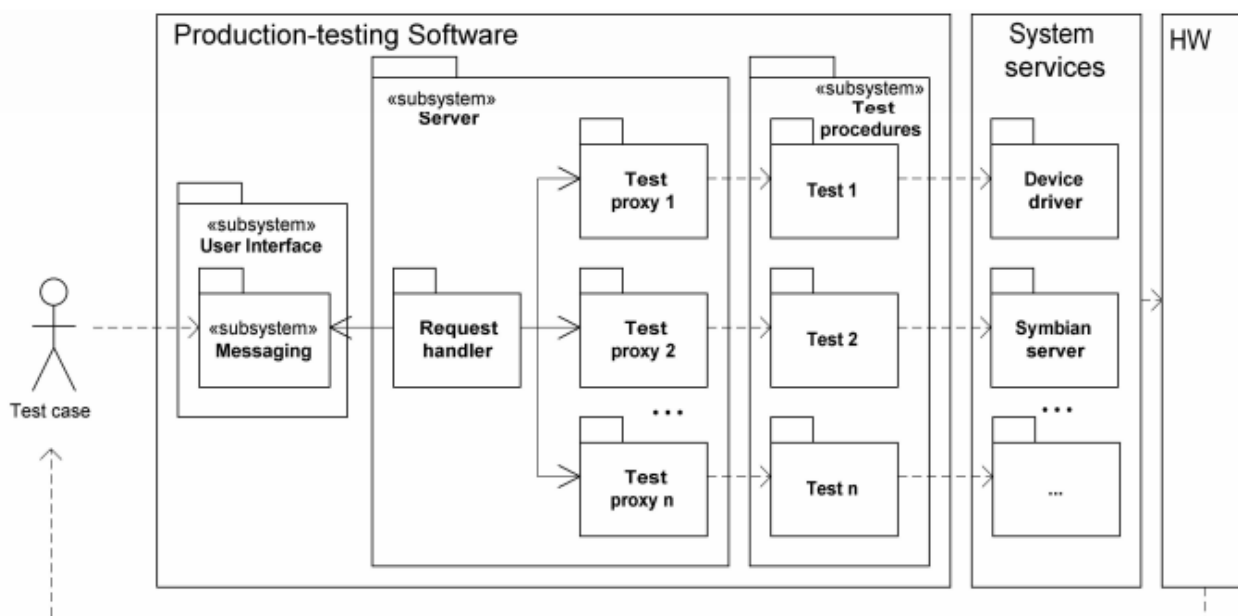 Production-testing Software
System
services
HW
«subsystem»
Server
«subsystem»
Test
procedures
Test
proxy 1
Test 1
Device
driver
«subsystem»
User Interface
«subsystem»
Messaging
Request
handler
Test
proxy 2
Test 2
Symbian
server
Test case
...
...
Test
proxy n
Test n
...